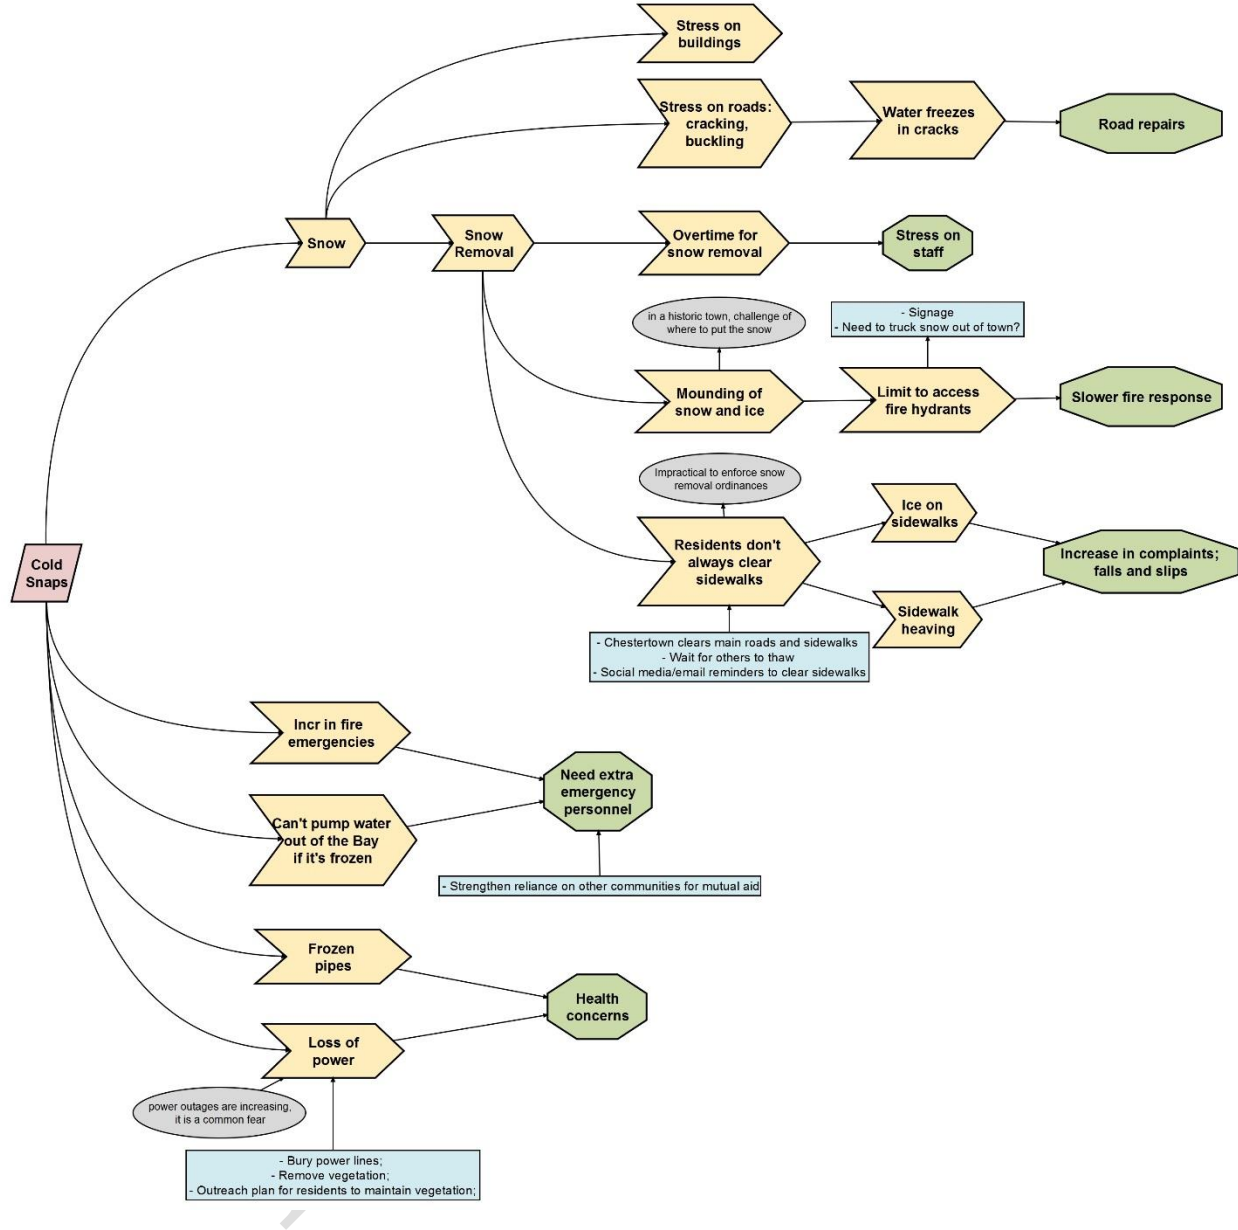 Stress on
buildings
Stress on roads:
cracking,
buckling
Water freezes
in cracks
Road repairs
Snow
Snow
Removal
Overtime for
snow removal
Stress on
staff
in a historic town, challenge of
where to put the snow
- Signage
- Need to truck snow out of town?
Mounding of
snow and ice
Limit to access
fire hydrants
Slower fire response
Impractical to enforce snow
removal ordinances
Residents don't
always clear
sidewalks
Ice on
sidewalks
Sidewalk
heaving
Increase in complaints;
falls and slips
- Chestertown clears main roads and sidewalks
- Wait for others to thaw
- Social media/email reminders to clear sidewalks
Cold
Snaps
Incr in fire
emergencies
Can't pump water
out of the Bay
if it's frozen
Need extra
emergency
personnel
- Strengthen reliance on other communities for mutual aid
Frozen
pipes
Health
concerns
Loss of
power
power outages are increasing,
it is a common fear
- Bury power lines;
- Remove vegetation;
- Outreach plan for residents to maintain vegetation;